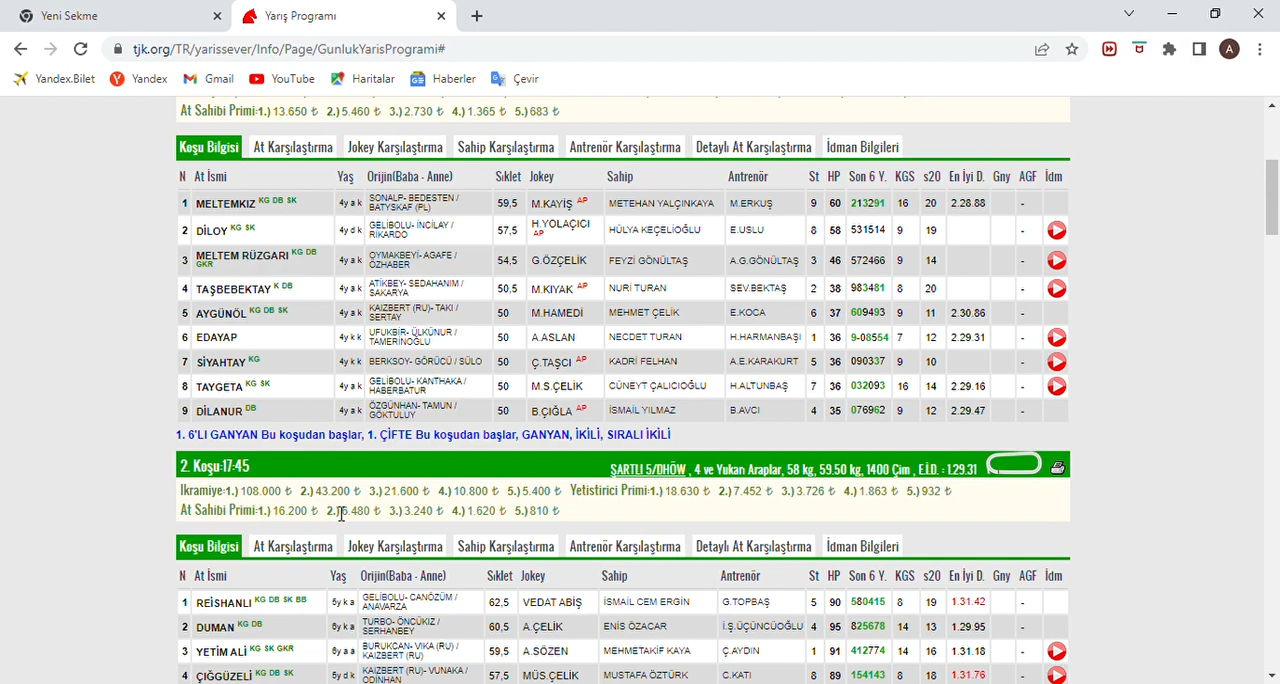 Yeni Sekme
Yarış Programı
tjk.org/TR/yarissever/Info/Page/GunlukYarisProgrami#
A
Yandex.Bilet Yandex Gmail YouTube Haritalar Haberler Çevir
At Sahibi Primi:1.) 13.650 ₺ 2.) 5.460 ₺ 3.) 2.730 ₺ 4.) 1.365 ₺ 5.) 683 ₺
Koşu Bilgisi At Karşılaştırma Jokey Karşılaştırma Sahip Karşılaştırma Antrenör Karşılaştırma Detaylı At Karşılaştırma İdman Bilgileri
N At İsmi Yaş Orijin(Baba - Anne) Sıklet Jokey Sahip Antrenör St HP Son 6 Y. KGS s20 En İyi D. Gny AGF İdm
1 MELTEMKIZ KG DB SK 4y a k SONALP- BEDESTEN / BATYSKAF (PL) 59,5 M.KAYİŞ AP METEHAN YALÇINKAYA M.ERKUŞ 9 60 213291 16 20 2.28.88 -
2 DİLOY KG SK 4y d k GELİBOLU- İNCİLAY / RİKARDO 57,5 H.YOLAÇICI AP HÜLYA KEÇELİOĞLU E.USLU 8 58 531514 9 19 -
3 MELTEM RÜZGARI KG DB GKR 4y a k OYMAKBEYİ- AGAFE / ÖZHABER 54,5 G.ÖZÇELİK FEYZİ GÖNÜLTAŞ A.G.GÖNÜLTAŞ 3 46 572466 9 14 -
4 TAŞBEBEKTAY K DB 4y a k ATİKBEY- SEDAHANIM / SAKARYA 50,5 M.KIYAK AP NURİ TURAN SEV.BEKTAŞ 2 38 983481 8 20 -
5 AYGÜNÖL KG DB SK 4y a k KAIZBERT (RU)- TAKI / SERTAY 50 M.HAMEDİ MEHMET ÇELİK E.KOCA 6 37 609493 9 11 2.30.86 -
6 EDAYAP 4y k k UFUKBİR- ÜLKÜNUR / TAMERİNOĞLU 50 A.ASLAN NECDET TURAN H.HARMANBAŞI 1 36 9-08554 7 12 2.29.31 -
7 SİYAHTAY KG 4y k k BERKSOY- GÖRÜCÜ / SÜLO 50 Ç.TAŞCI AP KADRİ FELHAN A.E.KARAKURT 5 36 090337 9 10 -
8 TAYGETA KG SK 4y a k GELİBOLU- KANTHAKA / HABERBATUR 50 M.S.ÇELİK CÜNEYT ÇALICIOĞLU H.ALTUNBAŞ 7 36 032093 16 14 2.29.16 -
9 DİLANUR DB 4y a k ÖZGÜNHAN- TAMUN / GÖKTULUY 50 B.ÇIĞLA AP İSMAİL YILMAZ B.AVCI 4 35 076962 9 12 2.29.47 -
1. 6'LI GANYAN Bu koşudan başlar, 1. ÇİFTE Bu koşudan başlar, GANYAN, İKİLİ, SIRALI İKİLİ
2. Koşu:17:45 ŞARTLI 5/DHÖW , 4 ve Yukarı Araplar, 58 kg, 59.50 kg, 1400 Çim , E.İ.D. : 1.29.31
İkramiye:1.) 108.000 ₺ 2.) 43.200 ₺ 3.) 21.600 ₺ 4.) 10.800 ₺ 5.) 5.400 ₺ Yetistirici Primi:1.) 18.630 ₺ 2.) 7.452 ₺ 3.) 3.726 ₺ 4.) 1.863 ₺ 5.) 932 ₺
At Sahibi Primi:1.) 16.200 ₺ 2.) 6.480 ₺ 3.) 3.240 ₺ 4.) 1.620 ₺ 5.) 810 ₺
Koşu Bilgisi At Karşılaştırma Jokey Karşılaştırma Sahip Karşılaştırma Antrenör Karşılaştırma Detaylı At Karşılaştırma İdman Bilgileri
N At İsmi Yaş Orijin(Baba - Anne) Sıklet Jokey Sahip Antrenör St HP Son 6 Y. KGS s20 En İyi D. Gny AGF İdm
1 REİSHANLI KG DB SK BB 6y k a GELİBOLU- CANÖZÜM / ANAVARZA 62,5 VEDAT ABİŞ İSMAİL CEM ERGİN G.TOPBAŞ 5 90 580415 8 19 1.31.42 -
2 DUMAN KG DB 6y k a TURBO- ÖNCÜKIZ / SERHANBEY 60,5 A.ÇELİK ENİS ÖZACAR İ.Ş.ÜÇÜNCÜOĞLU 4 95 825678 14 13 1.29.95 -
3 YETİM ALİ KG SK GKR 6y a a BURUKCAN- VIKA (RU) / KAIZBERT (RU) 59,5 A.SÖZEN MEHMETAKİF KAYA Ç.AYDIN 1 91 412774 14 16 1.31.18 -
4 ÇIĞGÜZELİ KG DB SK 6y d k KAIZBERT (RU)- VUNAKA / ODİNHAN 57,5 MÜS.ÇELİK MUSTAFA ÖZTÜRK C.KATI 8 89 154143 8 18 1.31.76 -